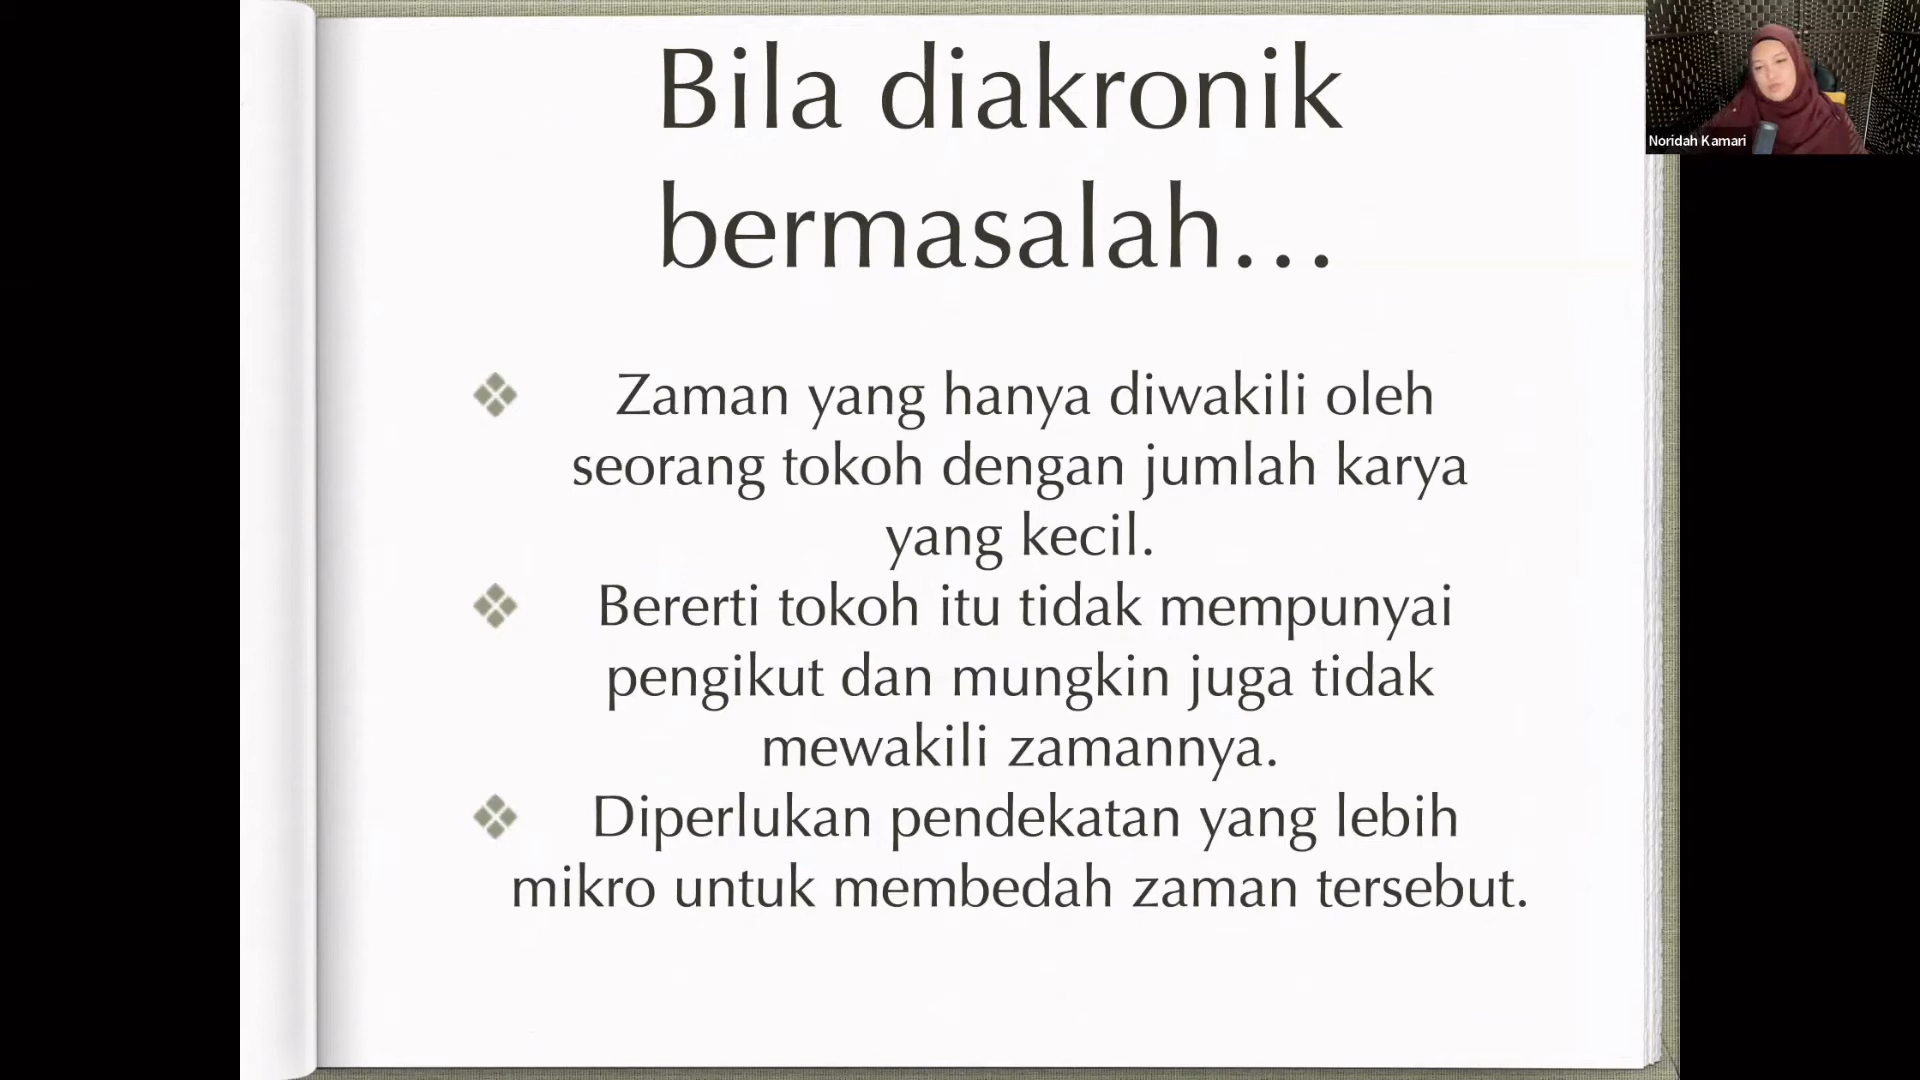 Bila diakronik
bermasalah...
Zaman yang hanya diwakili oleh
seorang tokoh dengan jumlah karya
yang kecil.
Bererti tokoh itu tidak mempunyai
pengikut dan mungkin juga tidak
mewakili zamannya.
Diperlukan pendekatan yang lebih
mikro untuk membedah zaman tersebut.
Noridah Kamari